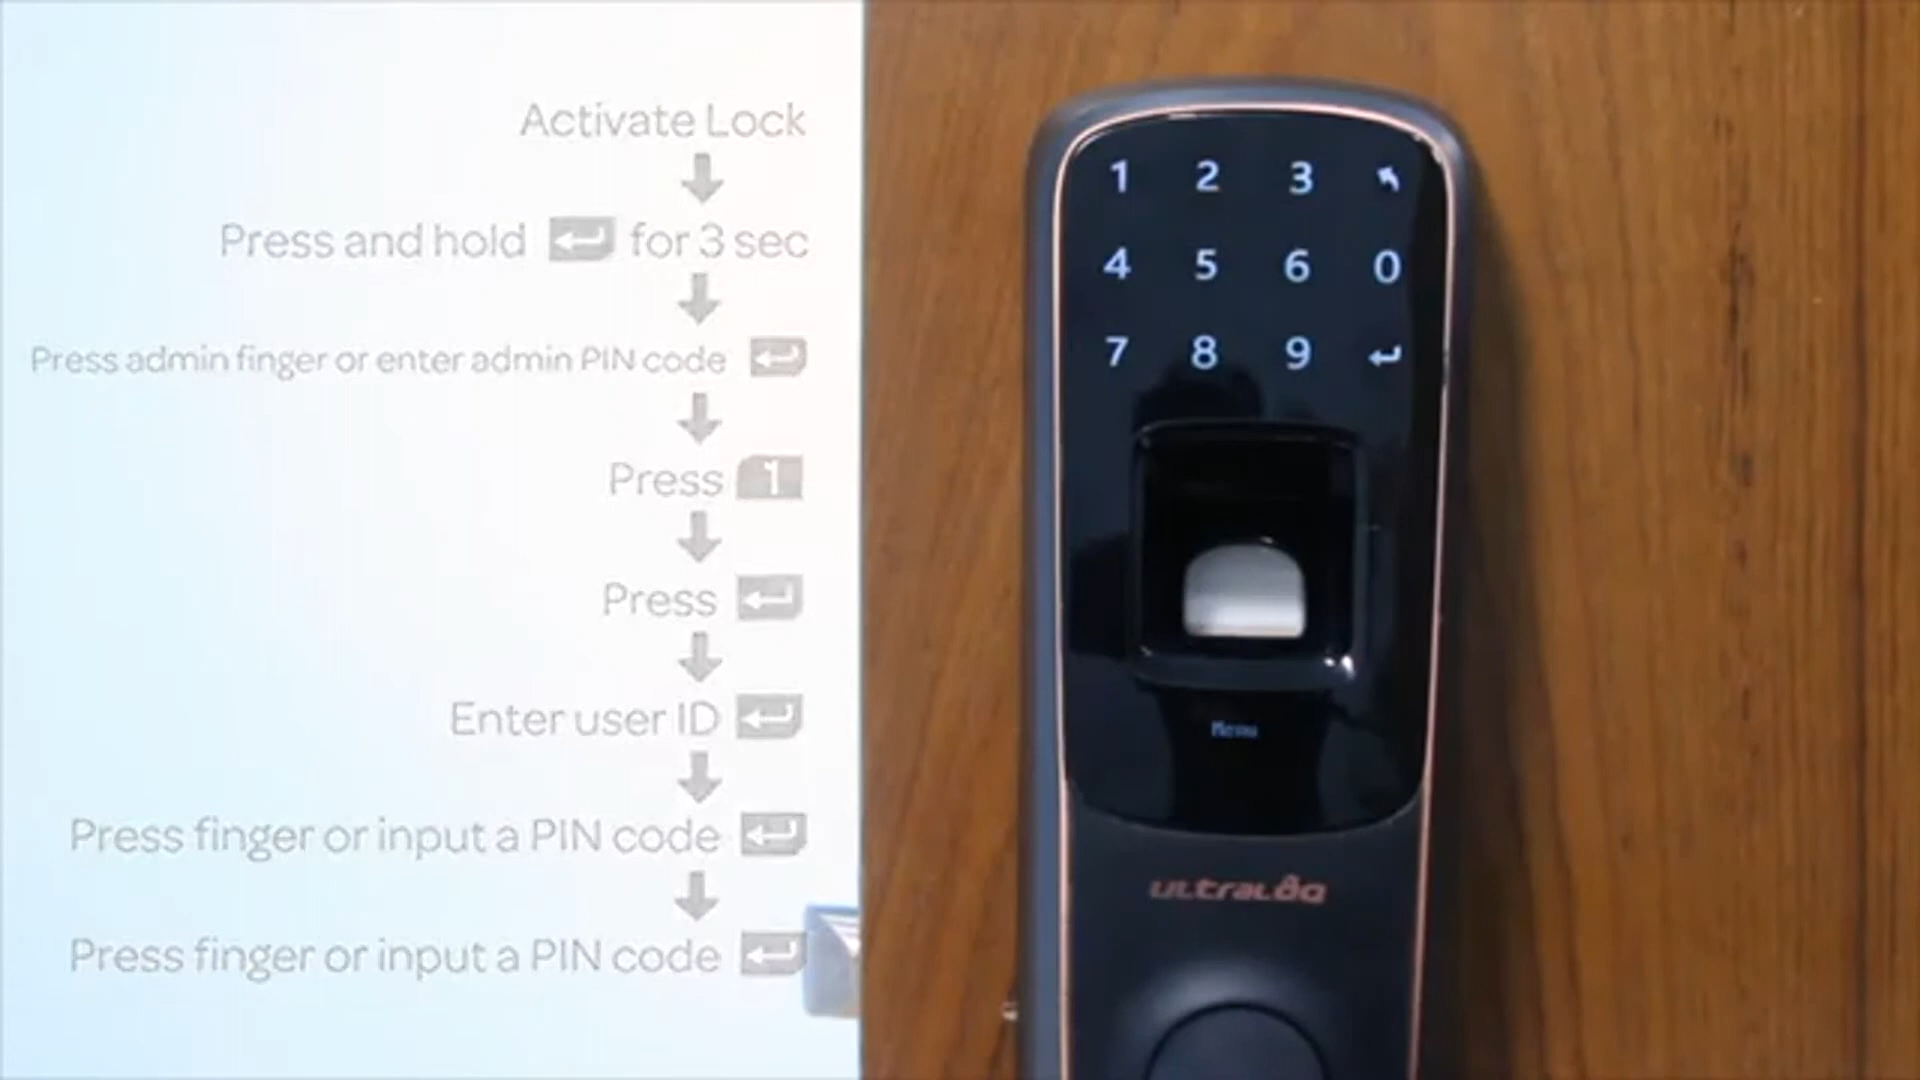 Activate Lock
Press and hold for 3 sec
Press admin finger or enter admin PIN code
Press 1
Press
Enter user ID
Press finger or input a PIN code
Press finger or input a PIN code
1 2 3
4 5 6 0
7 8 9
Menu
ULTRALOQ